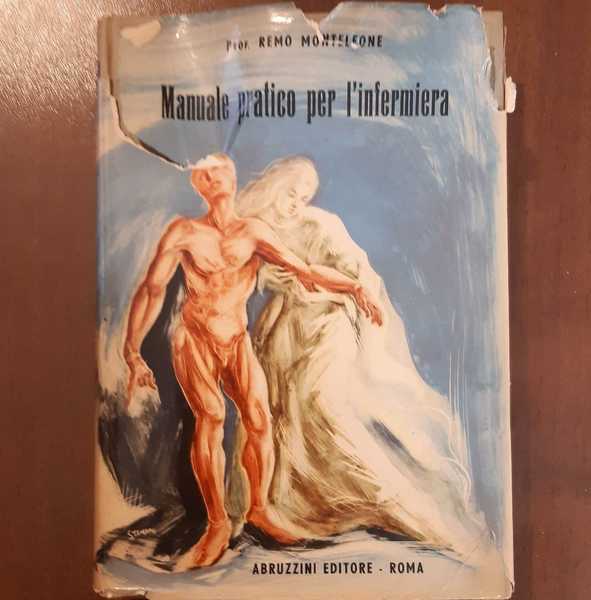 Prof. REMO MONTELEONE
Manuale pratico per l'infermiera
ABRUZZINI EDITORE - ROMA